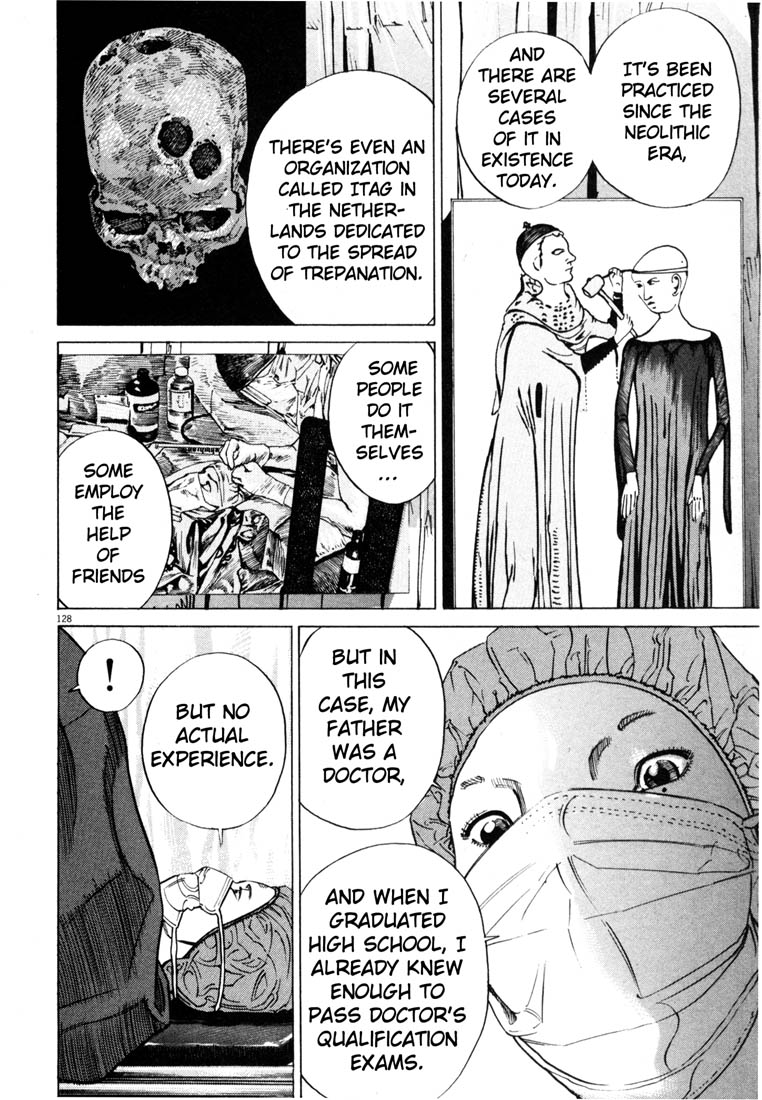 IT'S BEEN
PRACTICED
SINCE THE
NEOLITHIC
ERA,
AND
THERE ARE
SEVERAL
CASES
OF IT IN
EXISTENCE
TODAY.
THERE'S EVEN AN
ORGANIZATION
CALLED ITAG IN
THE NETHER-
LANDS DEDICATED
TO THE SPREAD
OF TREPANATION.
SOME
PEOPLE
DO IT
THEM-
SELVES
...
SOME
EMPLOY
THE
HELP
OF
FRIENDS
128
BUT IN
THIS
CASE, MY
FATHER
WAS A
DOCTOR,
AND WHEN I
GRADUATED
HIGH SCHOOL, I
ALREADY KNEW
ENOUGH TO
PASS DOCTOR'S
QUALIFICATION
EXAMS.
BUT NO
ACTUAL
EXPERIENCE.
!